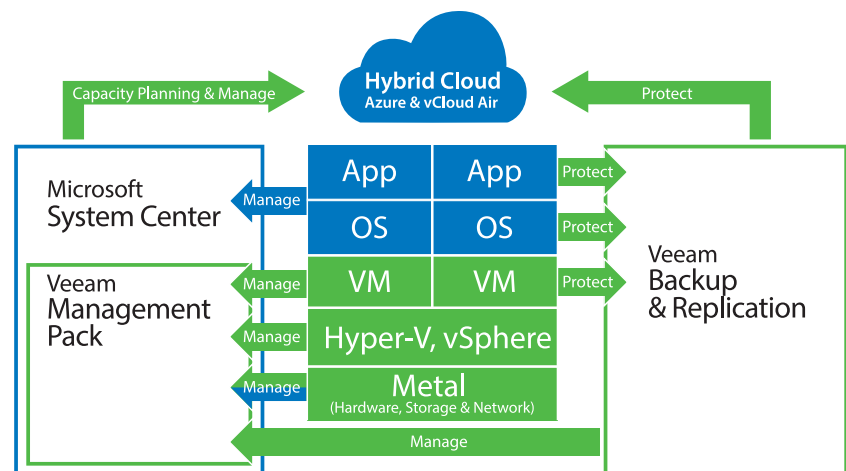 Hybrid Cloud
Azure & vCloud Air
Capacity Planning & Manage
Protect
Microsoft
System Center
Manage
App
App
Protect
OS
OS
Protect
Veeam
Management
Pack
Manage
VM
VM
Protect
Veeam
Backup
& Replication
Manage
Hyper-V, vSphere
Manage
Metal
(Hardware, Storage & Network)
Manage